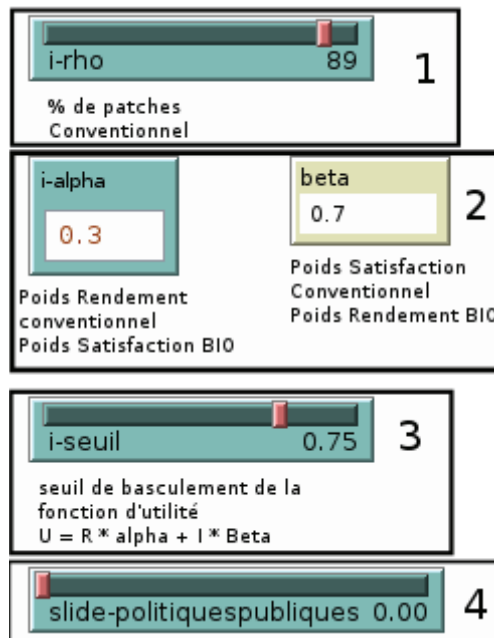 i-rho 89
1
% de patches
Conventionnel
i-alpha
0.3
Poids Rendement
conventionnel
Poids Satisfaction BIO
beta
0.7
Poids Satisfaction
Conventionnel
Poids Rendement BIO
2
i-seuil 0.75
3
seuil de basculement de la
fonction d'utilité
U = R * alpha + I * Beta
slide-politiquespubliques 0.00
4